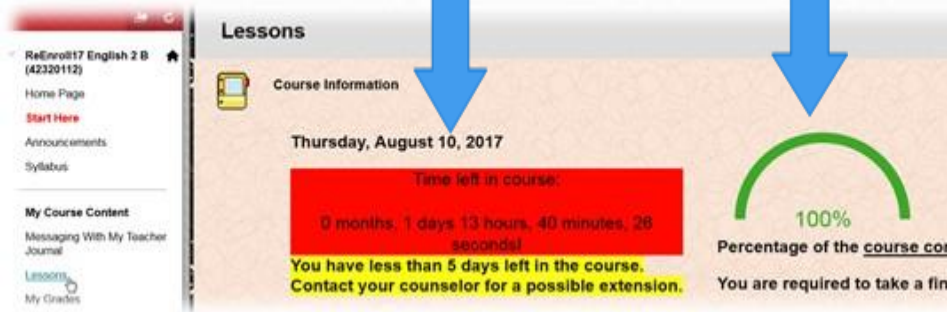 ReEnroll17 English 2 B
(42320112)
Home Page
Start Here
Announcements
Syllabus
My Course Content
Messaging With My Teacher
Journal
Lessons
My Grades
Lessons
Course Information
Thursday, August 10, 2017
Time left in course:
0 months, 1 days 13 hours, 40 minutes, 26
seconds!
You have less than 5 days left in the course.
Contact your counselor for a possible extension.
100%
Percentage of the course con
You are required to take a fin